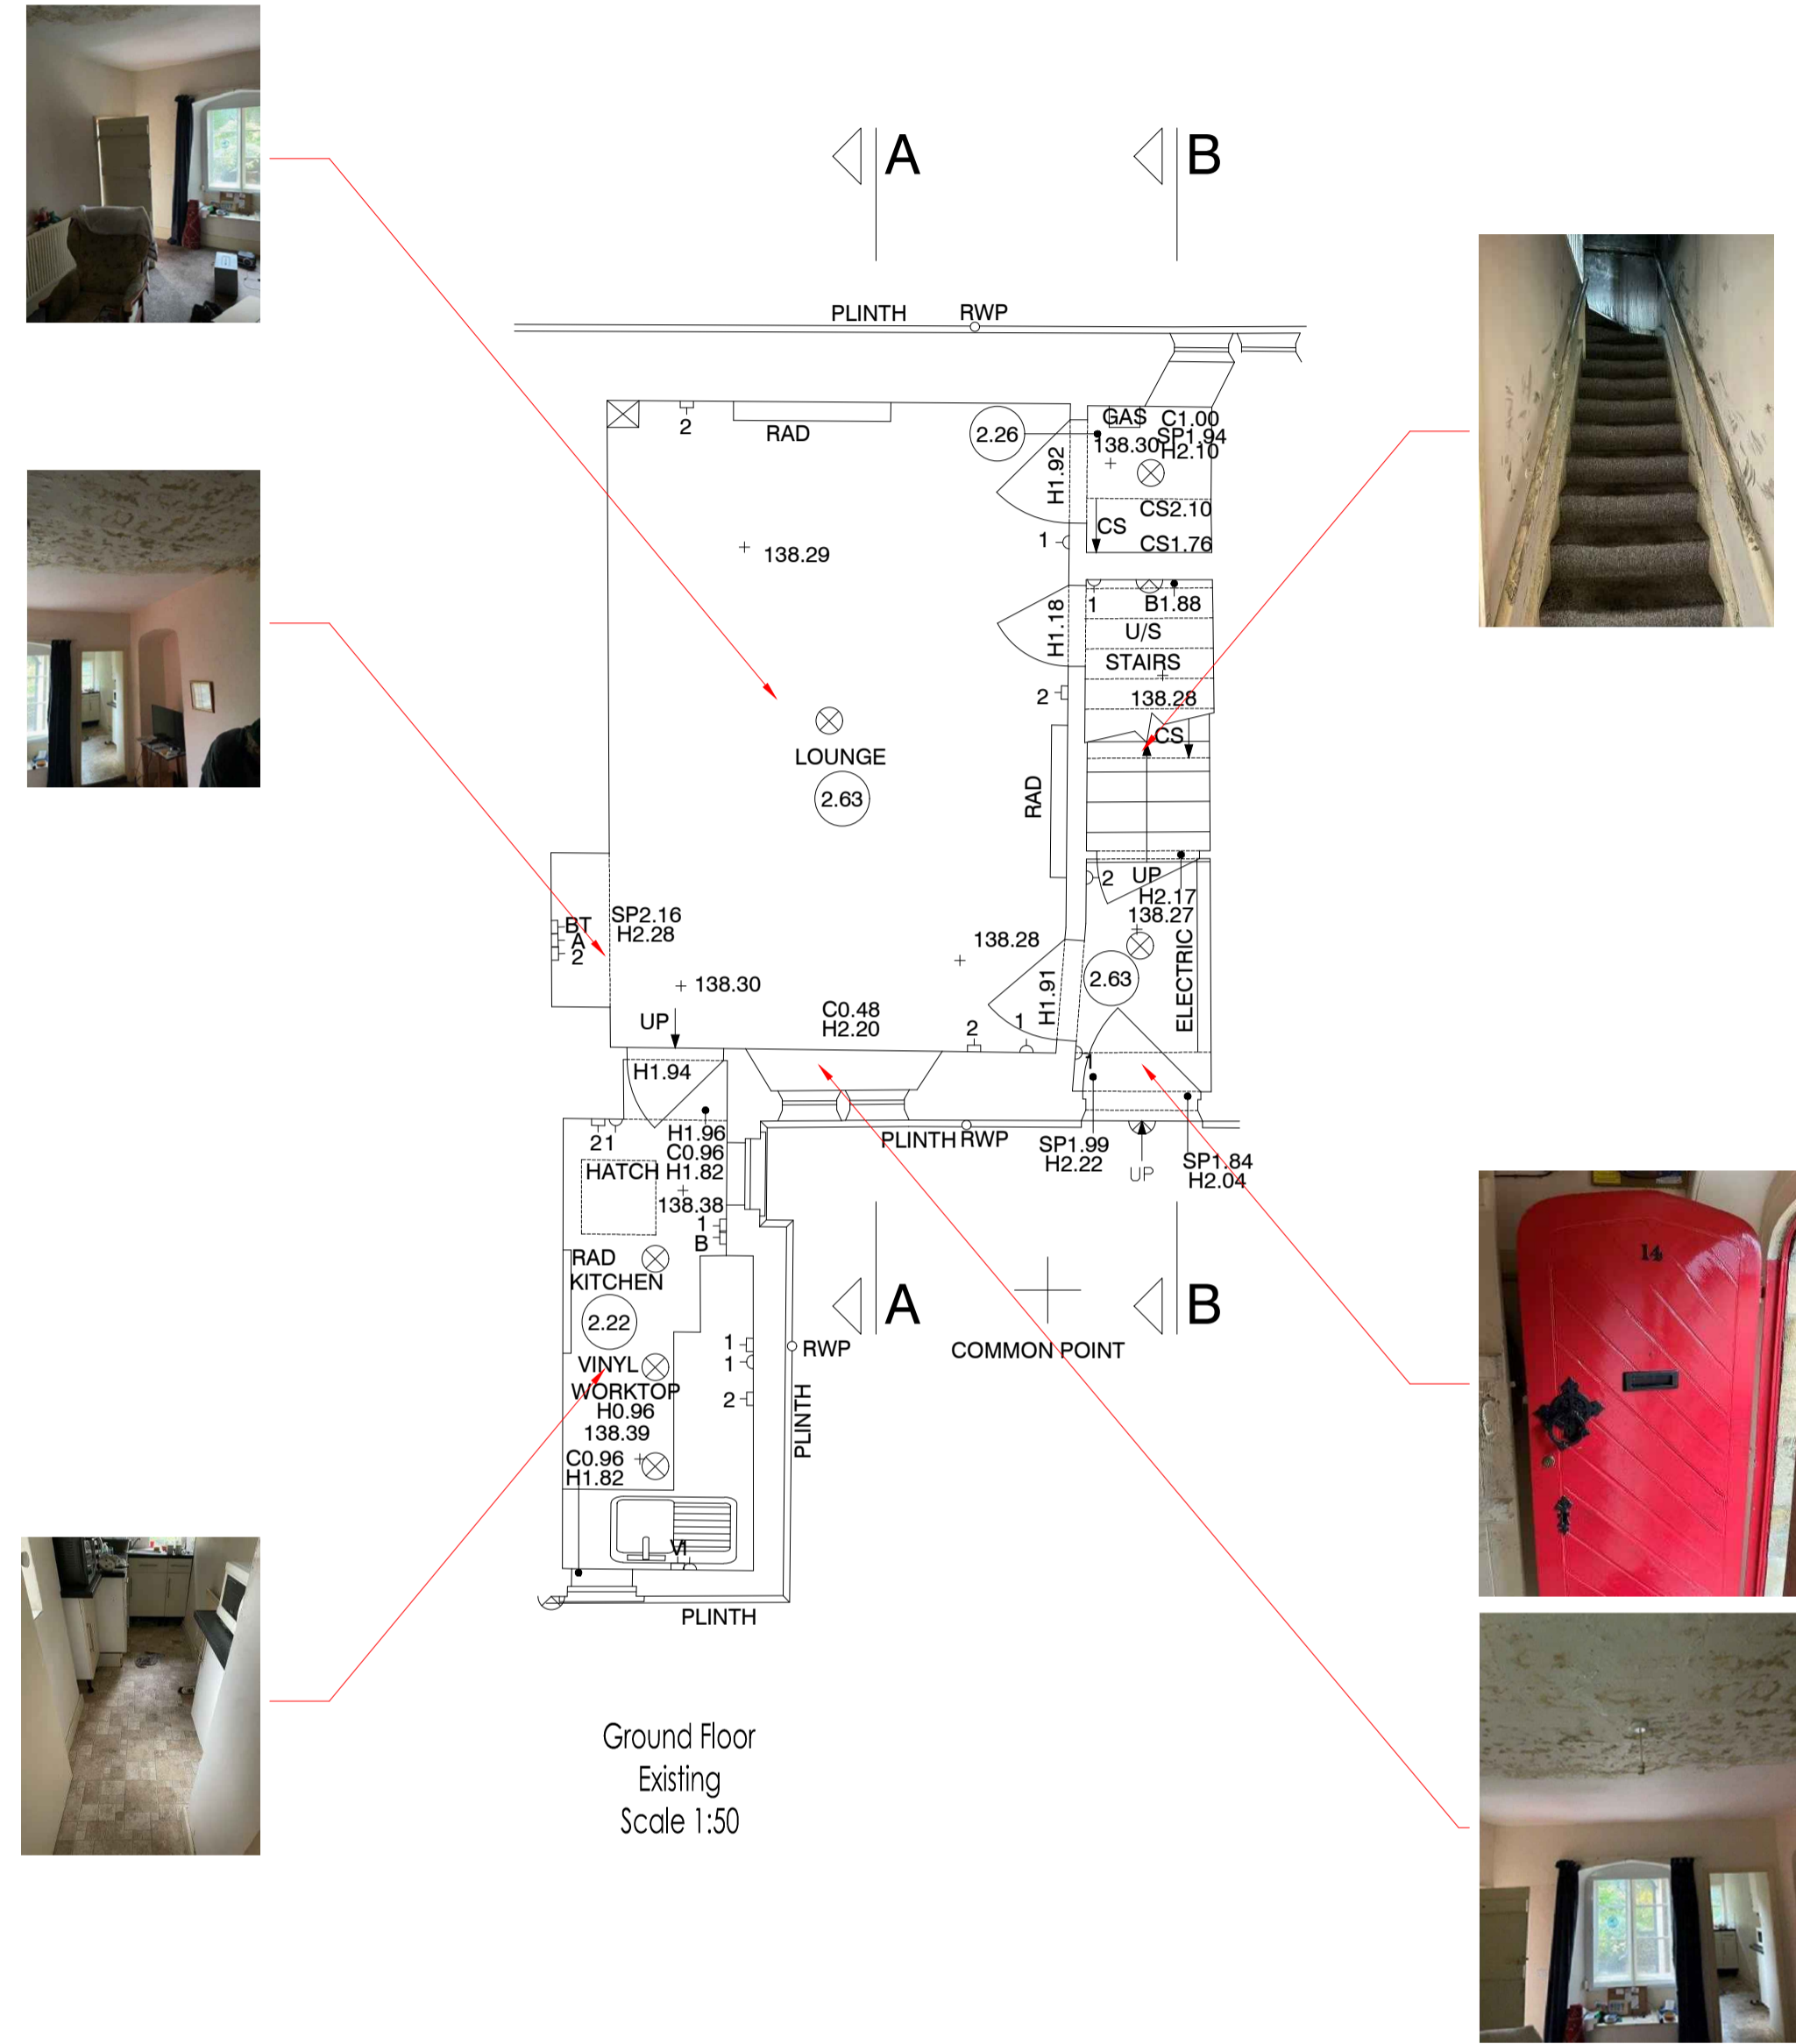 A
B
PLINTH
RWP
2
RAD
2.26
GAS
C1.00
SP1.94
138.30
H2.10
H1.92
CS2.10
CS
CS1.76
1
138.29
1
B1.88
H1.18
U/S
STAIRS
2
138.28
CS
LOUNGE
2.63
RAD
2
UP
H2.17
138.27
BT
A
2
SP2.16
H2.28
138.28
138.30
2.63
ELECTRIC
H1.91
UP
C0.48
H2.20
2
1
1
H1.94
H1.96
C0.96
H1.82
21
HATCH
138.38
PLINTH
RWP
SP1.99
H2.22
UP
SP1.84
H2.04
1
B
RAD
KITCHEN
2.22
VINYL
WORKTOP
H0.96
138.39
C0.96
H1.82
1
1
2
RWP
PLINTH
A
B
COMMON POINT
14
PLINTH
Ground Floor
Existing
Scale 1:50